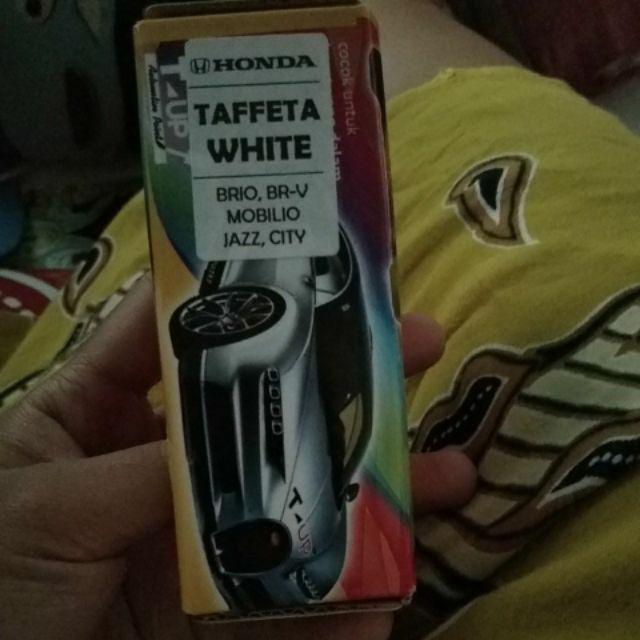 HONDA
TAFFETA
WHITE
BRIO, BR-V
MOBILIO
JAZZ, CITY
cocok untuk
T-UP